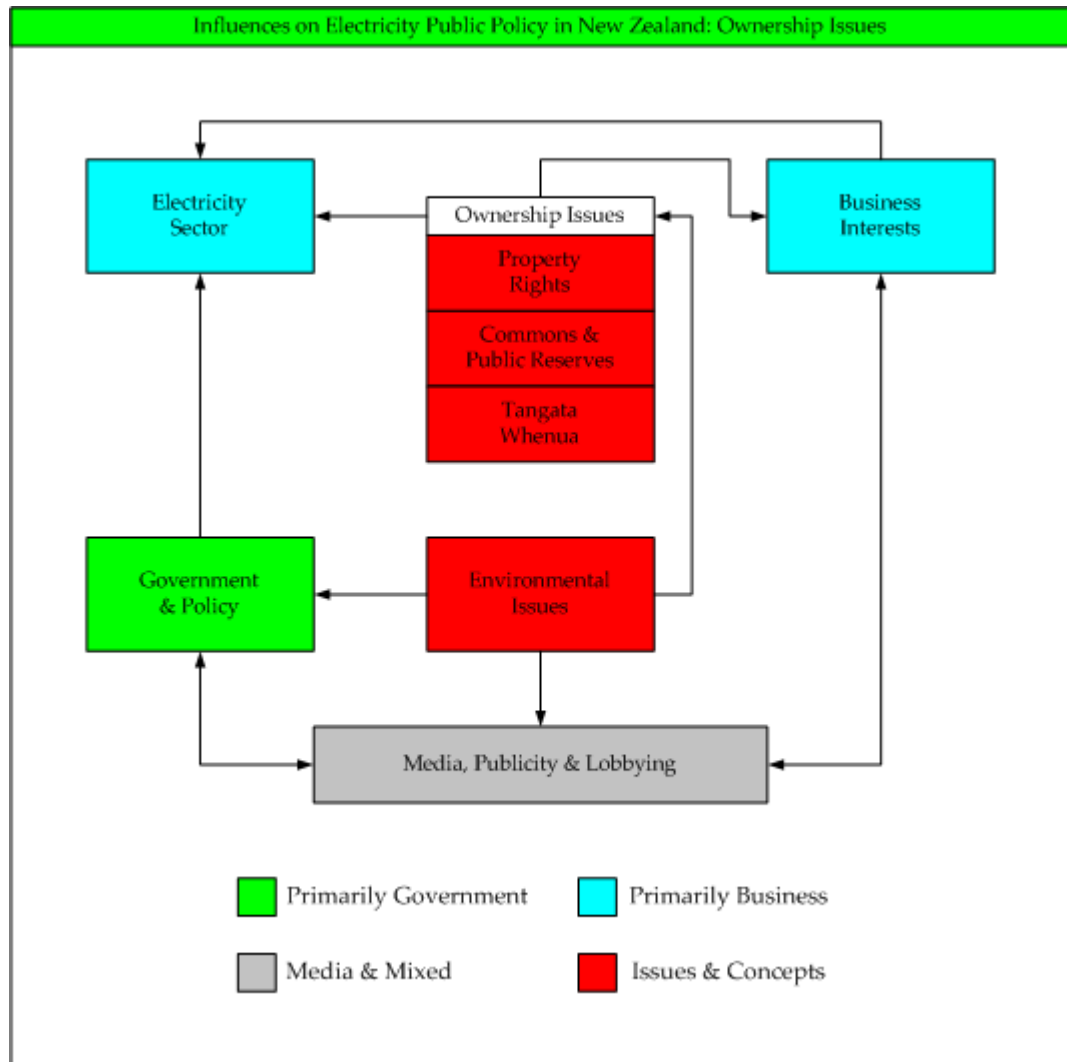 Influences on Electricity Public Policy in New Zealand: Ownership Issues
Electricity
Sector
Ownership Issues
Business
Interests
Property
Rights
Commons &
Public Reserves
Tangata
Whenua
Government
& Policy
Environmental
Issues
Media, Publicity & Lobbying
Primarily Government
Primarily Business
Media & Mixed
Issues & Concepts